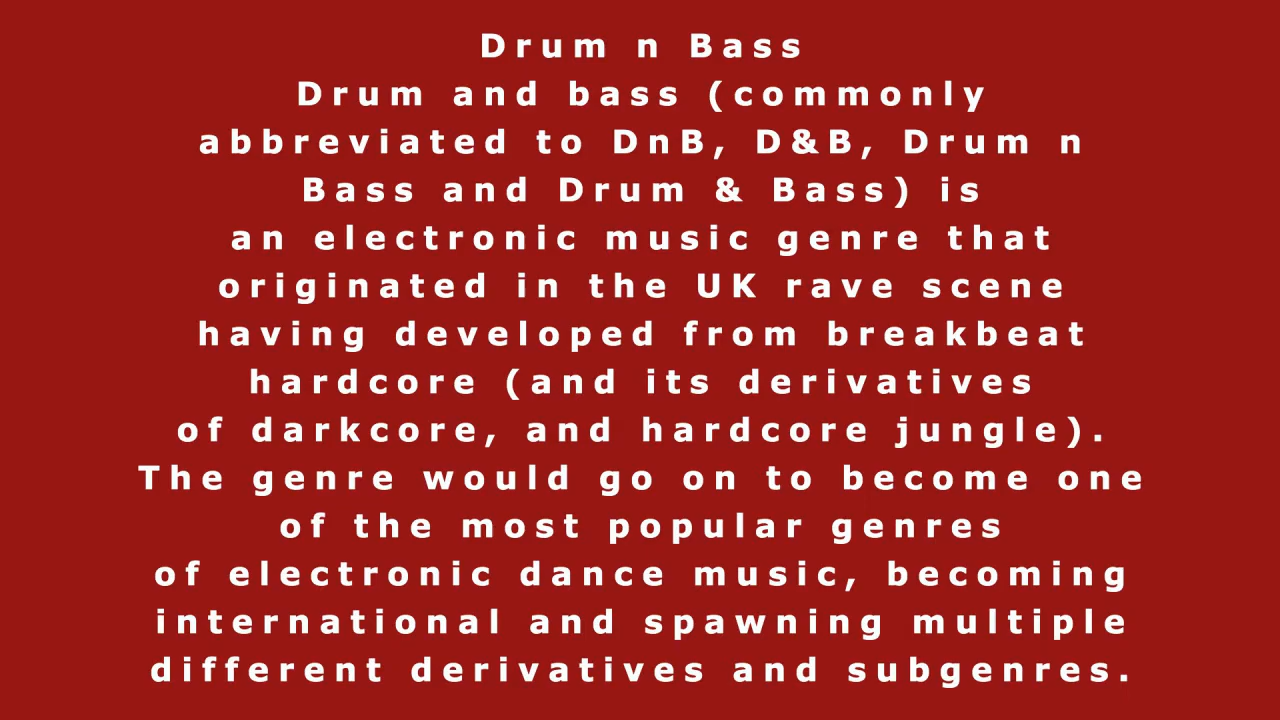 Drum n Bass
Drum and bass (commonly
abbreviated to DnB, D&B, Drum n
Bass and Drum & Bass) is
an electronic music genre that
originated in the UK rave scene
having developed from breakbeat
hardcore (and its derivatives
of darkcore, and hardcore jungle).
The genre would go on to become one
of the most popular genres
of electronic dance music, becoming
international and spawning multiple
different derivatives and subgenres.